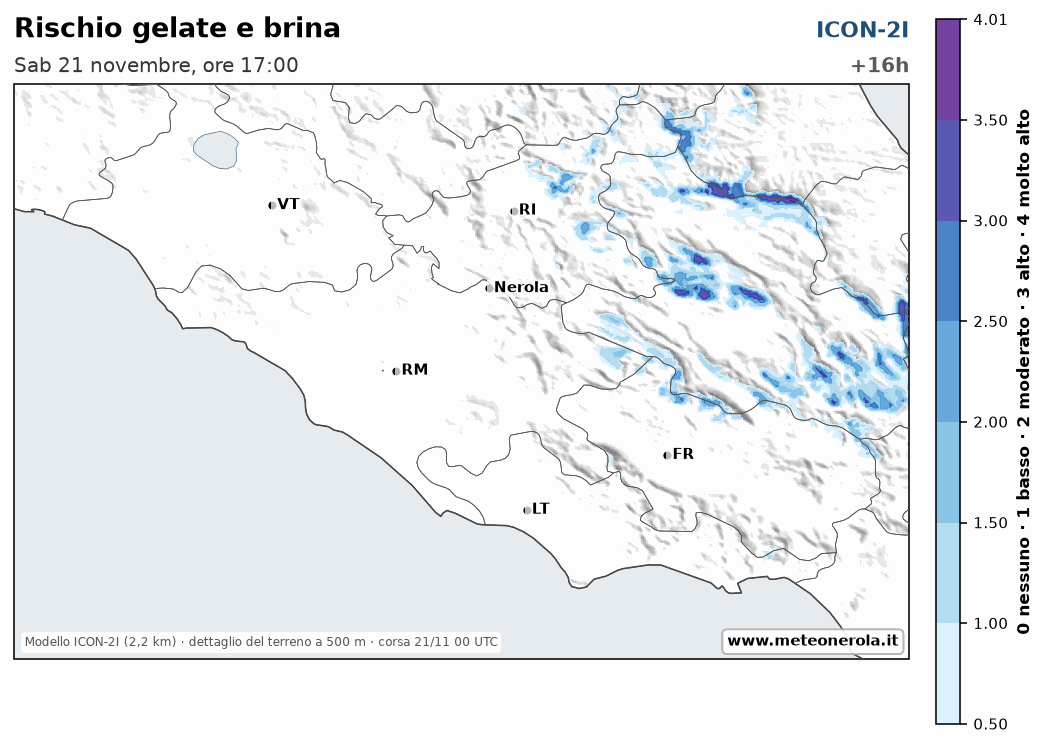 Rischio gelate e brina
ICON-2I
Sab 21 novembre, ore 17:00
+16h
VT
RI
Nerola
RM
FR
LT
Modello ICON-2I (2,2 km) · dettaglio del terreno a 500 m · corsa 21/11 00 UTC
www.meteonerola.it
4.01
3.50
3.00
2.50
2.00
1.50
1.00
0.50
0 nessuno · 1 basso · 2 moderato · 3 alto · 4 molto alto